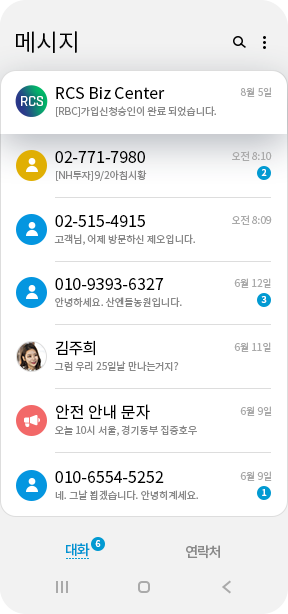 메시지
RCS
RCS Biz Center
8월 5일
[RBC]가입신청승인이 완료 되었습니다.
02-771-7980
오전 8:10
[NH투자]9/2아침시황
2
02-515-4915
오전 8:09
고객님, 어제 방문하신 제오입니다.
010-9393-6327
6월 12일
안녕하세요. 산엔들농원입니다.
3
김주희
6월 11일
그럼 우리 25일날 만나는거지?
안전 안내 문자
6월 9일
오늘 10시 서울, 경기동부 집중호우
010-6554-5252
6월 9일
네. 그날 뵙겠습니다. 안녕히계세요.
1
대화 6
연락처